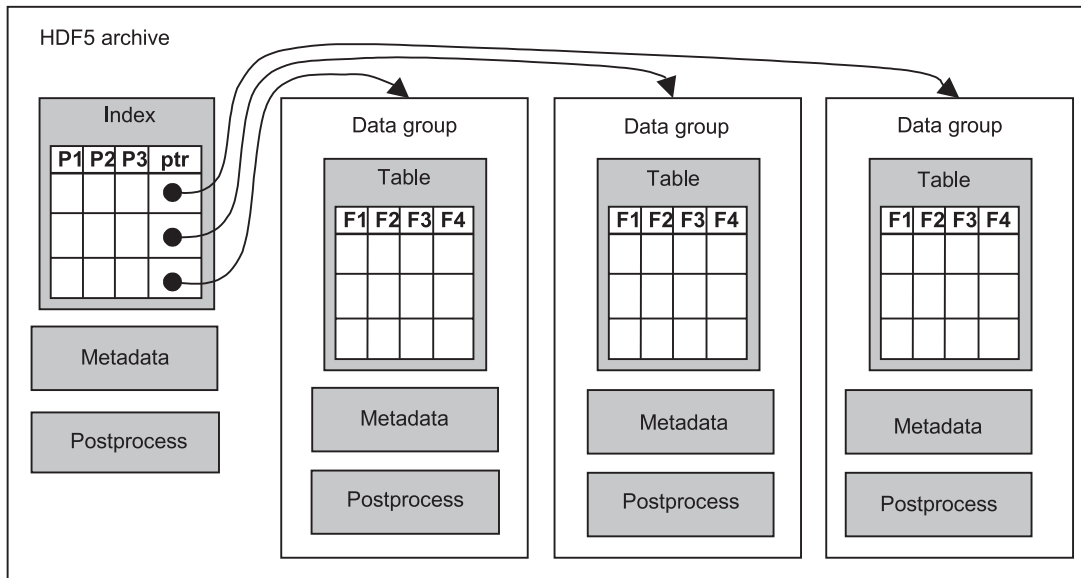 HDF5 archive
Index
P1 P2 P3 ptr
Metadata
Postprocess
Data group
Table
F1 F2 F3 F4
Metadata
Postprocess
Data group
Table
F1 F2 F3 F4
Metadata
Postprocess
Data group
Table
F1 F2 F3 F4
Metadata
Postprocess